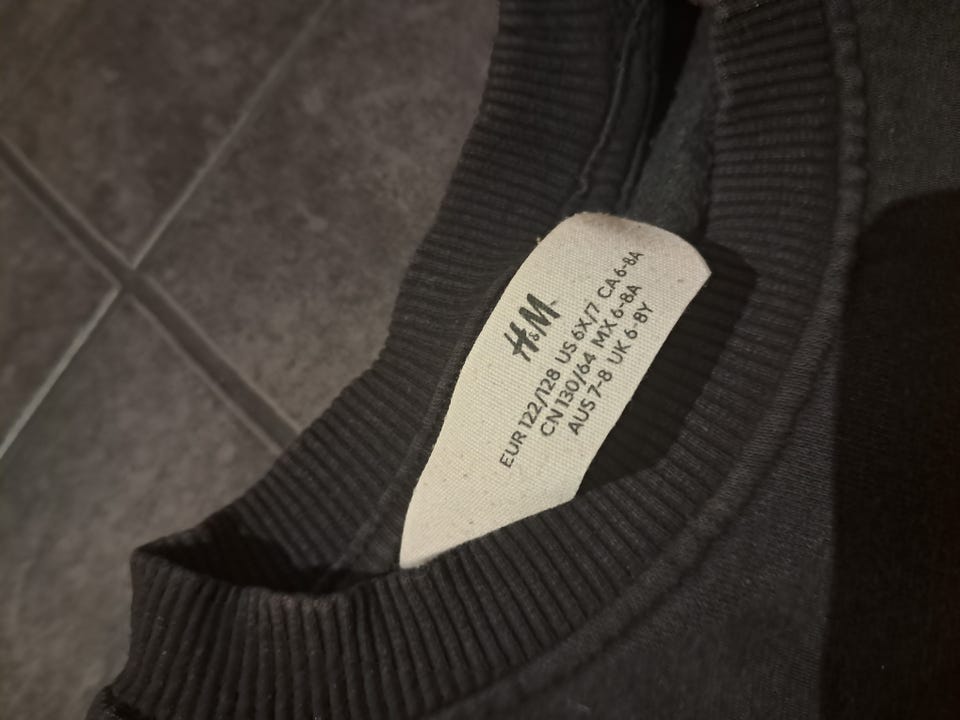 H&M
EUR 122/128 US 6X/7 CA 6-8A
CN 130/64 MX 6-8A
AUS 7-8 UK 6-8Y